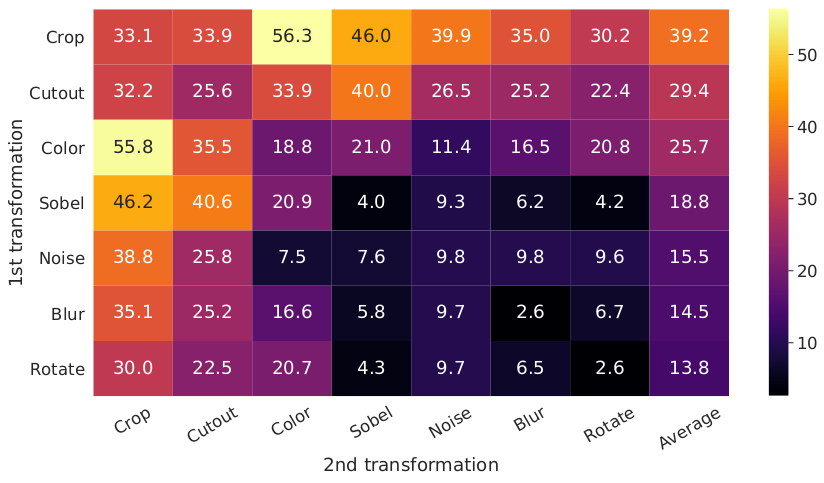 Crop 33.1 33.9 56.3 46.0 39.9 35.0 30.2 39.2
Cutout 32.2 25.6 33.9 40.0 26.5 25.2 22.4 29.4
Color 55.8 35.5 18.8 21.0 11.4 16.5 20.8 25.7
Sobel 46.2 40.6 20.9 4.0 9.3 6.2 4.2 18.8
Noise 38.8 25.8 7.5 7.6 9.8 9.8 9.6 15.5
Blur 35.1 25.2 16.6 5.8 9.7 2.6 6.7 14.5
Rotate 30.0 22.5 20.7 4.3 9.7 6.5 2.6 13.8
Crop Cutout Color Sobel Noise Blur Rotate Average
2nd transformation
1st transformation
50
40
30
20
10